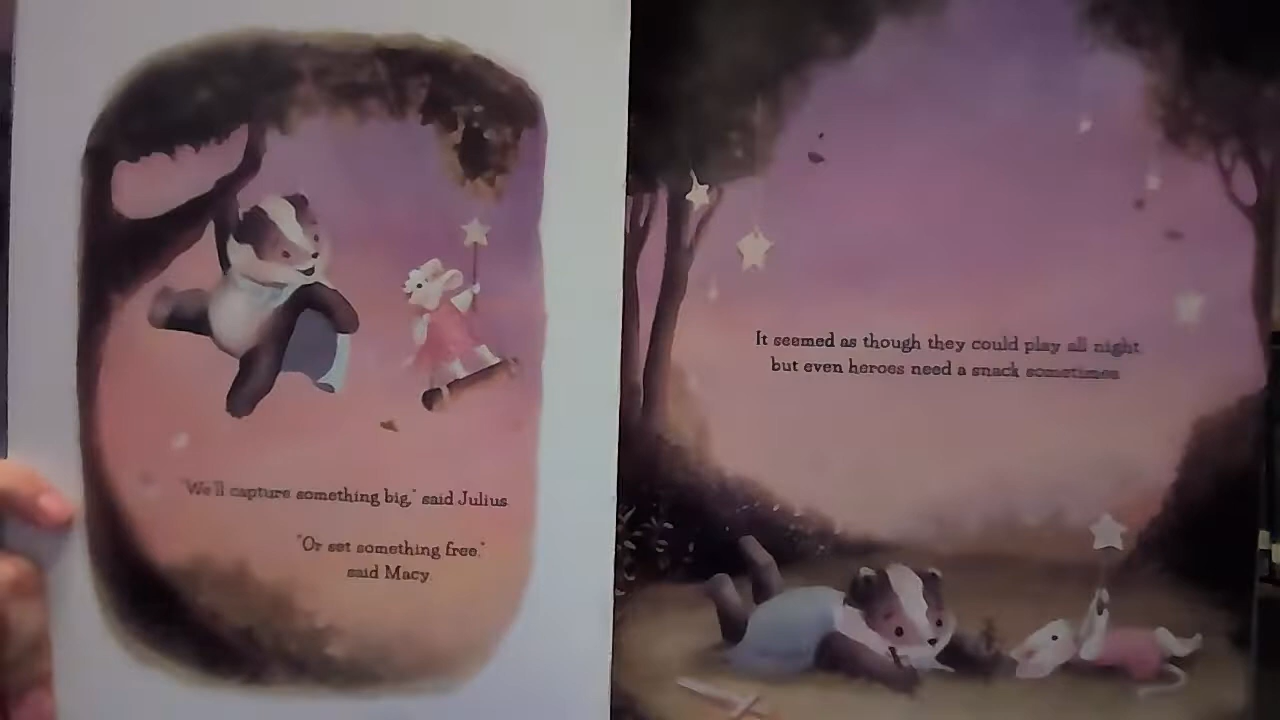 "We'll capture something big," said Julius.
"Or set something free,"
said Macy.
It seemed as though they could play all night,
but even heroes need a snack sometimes.